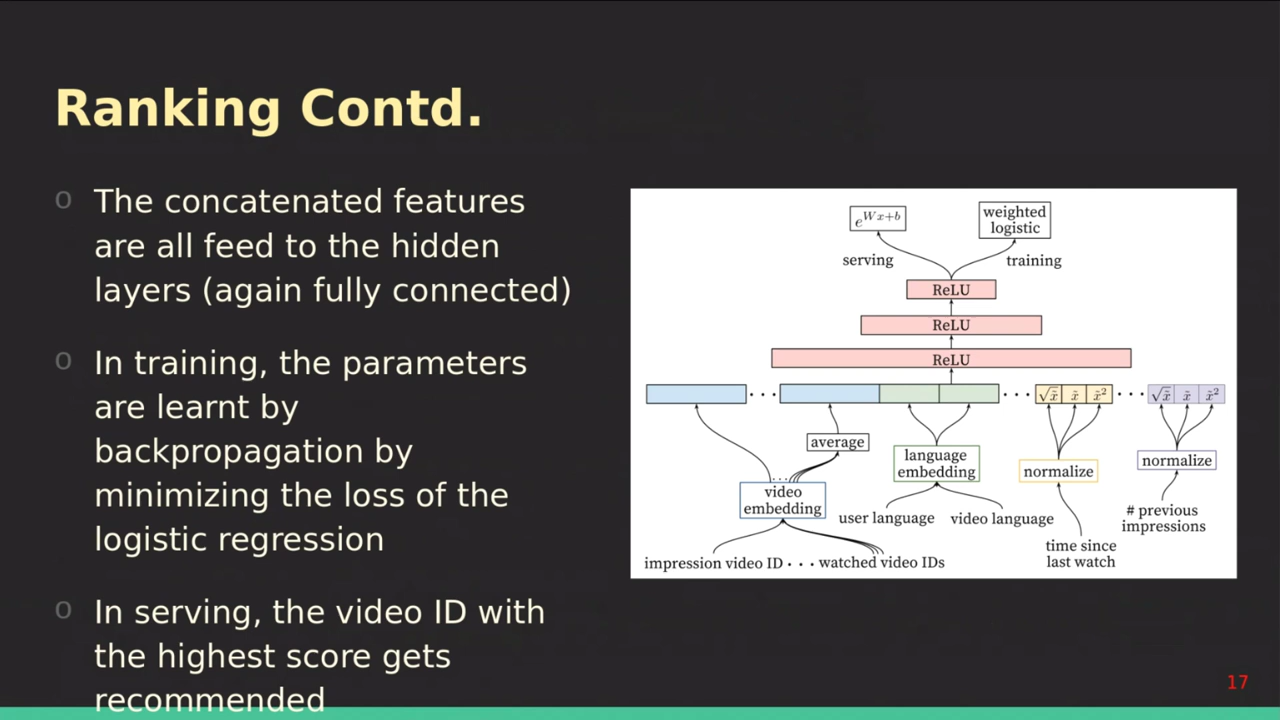 Ranking Contd.
o The concatenated features
are all feed to the hidden
layers (again fully connected)
o In training, the parameters
are learnt by
backpropagation by
minimizing the loss of the
logistic regression
o In serving, the video ID with
the highest score gets
recommended
e^{Wx+b}
weighted
logistic
serving
training
ReLU
ReLU
ReLU
· · ·
· · ·
√x̃ x̃ x̃²
· · ·
√x̃ x̃ x̃²
average
language
embedding
normalize
normalize
. . .
video
embedding
user language
video language
# previous
impressions
time since
last watch
impression video ID · · · watched video IDs
17